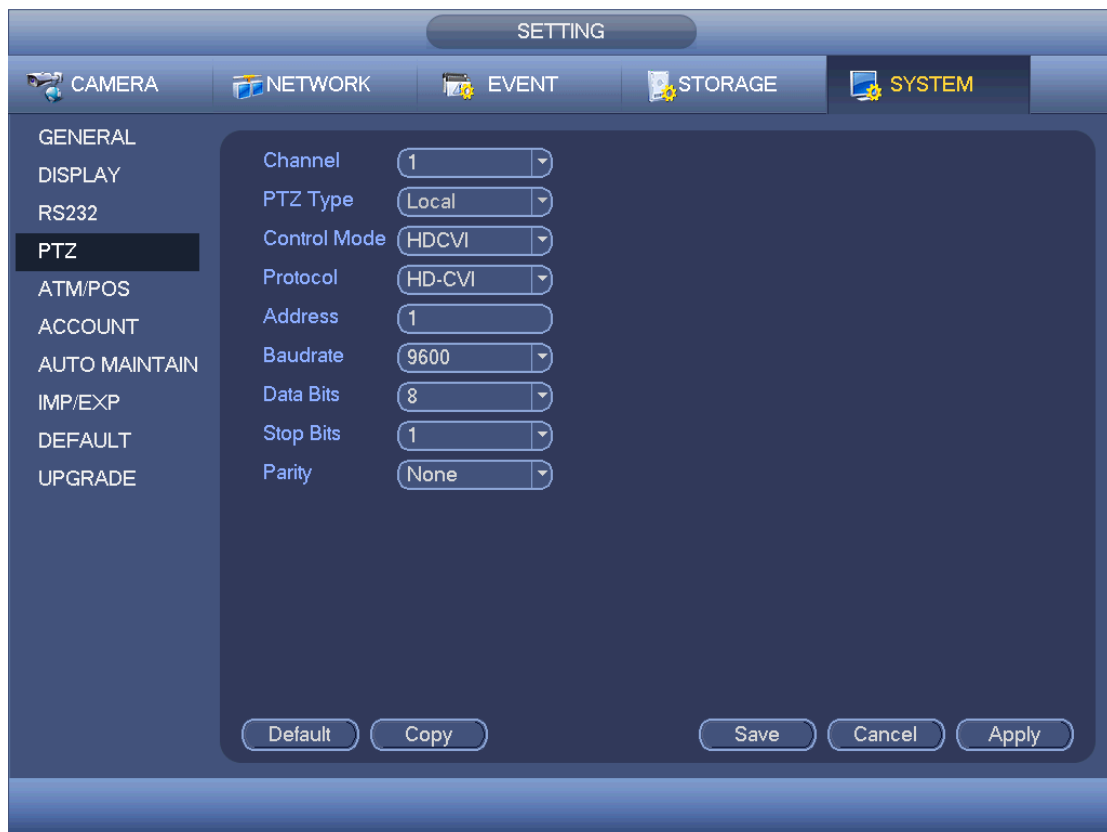 SETTING
CAMERA NETWORK EVENT STORAGE SYSTEM
GENERAL
DISPLAY
RS232
PTZ
ATM/POS
ACCOUNT
AUTO MAINTAIN
IMP/EXP
DEFAULT
UPGRADE
Channel 1
PTZ Type Local
Control Mode HDCVI
Protocol HD-CVI
Address 1
Baudrate 9600
Data Bits 8
Stop Bits 1
Parity None
Default Copy Save Cancel Apply